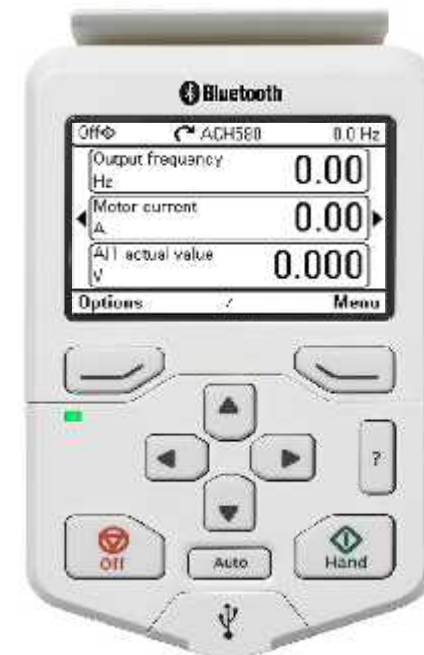 Bluetooth
Off ACH580 0.0 Hz
Output frequency
Hz 0.00
Motor current
A 0.00
AI1 actual value
V 0.000
Options Menu
?
Off Auto Hand